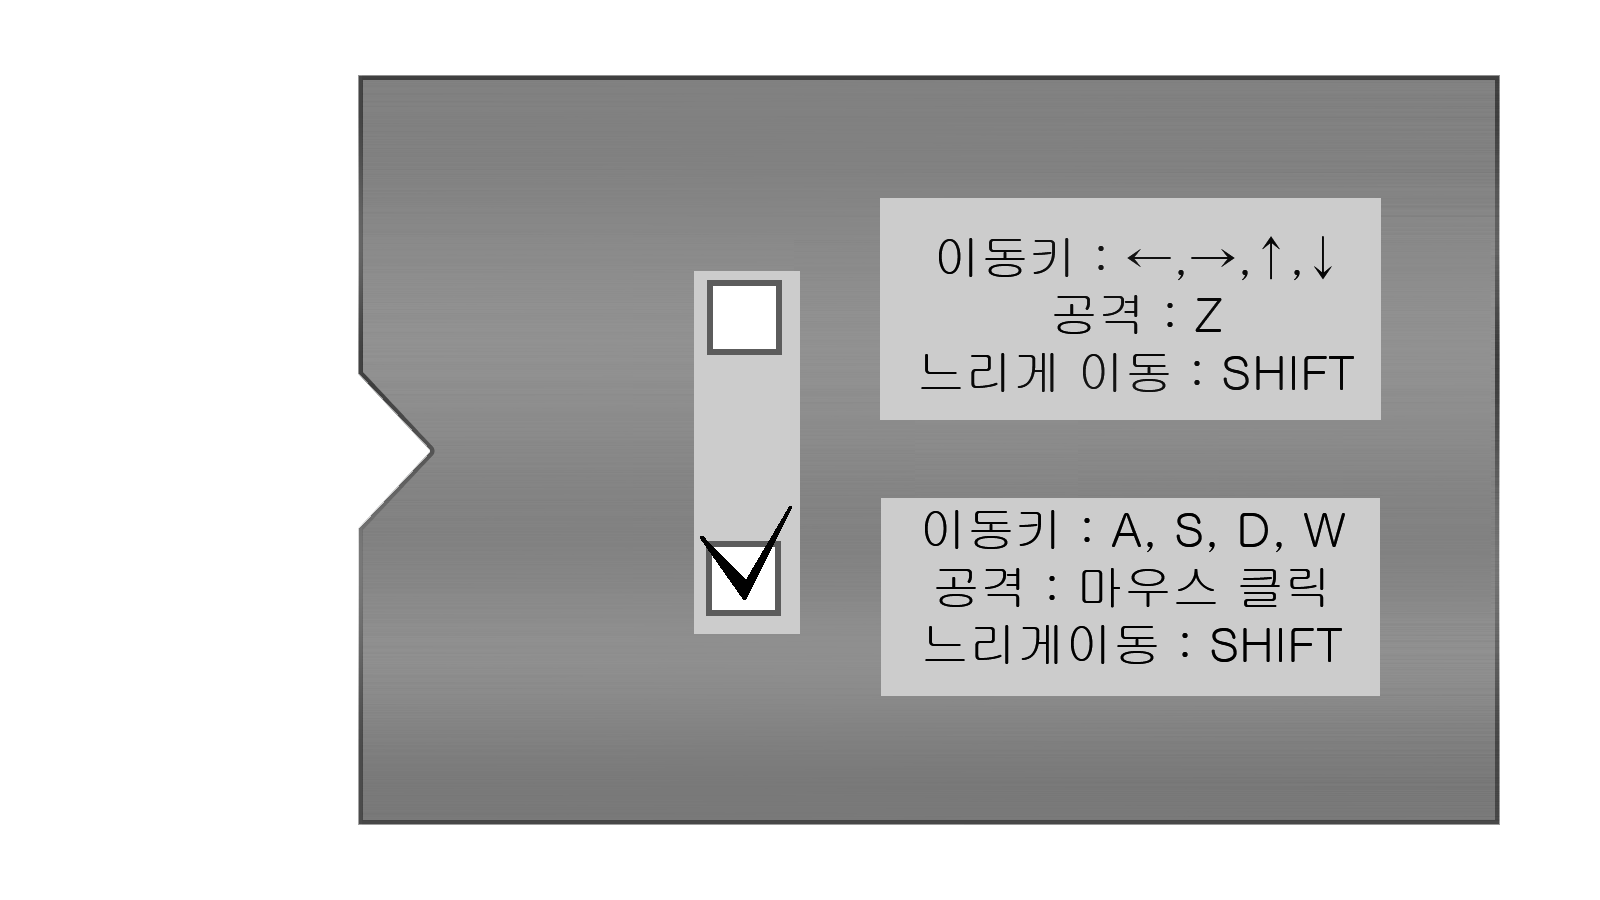 이동키 : ←,→,↑,↓
공격 : Z
느리게 이동 : SHIFT
이동키 : A, S, D, W
공격 : 마우스 클릭
느리게이동 : SHIFT